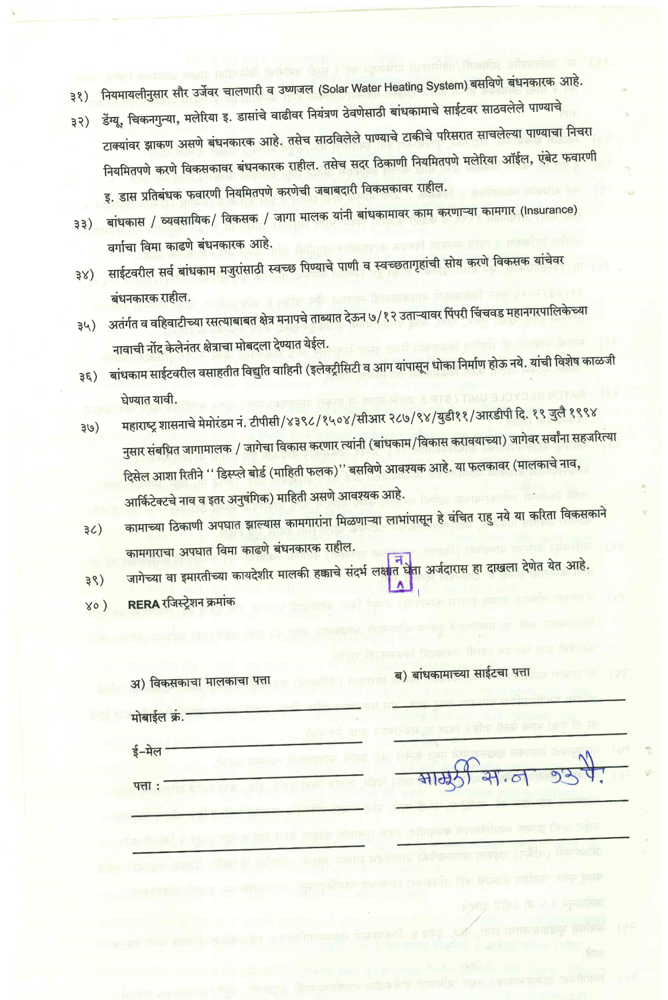 ३१) नियमायलीनुसार सौर उर्जेवर चालणारी व उष्णजल (Solar Water Heating System) बसविणे बंधनकारक आहे.
३२) डेंग्यू, चिकनगुन्या, मलेरिया इ. डासांचे वाढीवर नियंत्रण ठेवणेसाठी बांधकामाचे साईटवर साठवलेले पाण्याचे
टाक्यांवर झाकण असणे बंधनकारक आहे. तसेच साठविलेले पाण्याचे टाकीचे परिसरात साचलेल्या पाण्याचा निचरा
नियमितपणे करणे विकसकावर बंधनकारक राहील. तसेच सदर ठिकाणी नियमितपणे मलेरिया ऑईल, एंबेट फवारणी
इ. डास प्रतिबंधक फवारणी नियमितपणे करणेची जबाबदारी विकसकावर राहील.
३३) बांधकास / व्यवसायिक/ विकसक / जागा मालक यांनी बांधकामावर काम करणाऱ्या कामगार (Insurance)
वर्गाचा विमा काढणे बंधनकारक आहे.
३४) साईटवरील सर्व बांधकाम मजुरांसाठी स्वच्छ पिण्याचे पाणी व स्वच्छतागृहांची सोय करणे विकसक यांचेवर
बंधनकारक राहील.
३५) अतंर्गत व वहिवाटीच्या रसत्याबाबत क्षेत्र मनापचे ताब्यात देऊन ७/१२ उताऱ्यावर पिंपरी चिंचवड महानगरपालिकेच्या
नावाची नोंद केलेनंतर क्षेत्राचा मोबदला देण्यात येईल.
३६) बांधकाम साईटवरील वसाहतीत विद्युति वाहिनी (इलेक्ट्रीसिटी व आग यांपासून धोका निर्माण होऊ नये. यांची विशेष काळजी
घेण्यात यावी.
३७) महाराष्ट्र शासनाचे मेमोरंडम नं. टीपीसी/४३९८/१५०४/सीआर २८७/९४/युडी११/आरडीपी दि. १९ जुलै १९९४
नुसार संबधित जागामालक / जागेचा विकास करणार त्यांनी (बांधकाम/विकास करावयाच्या) जागेवर सर्वांना सहजरित्या
दिसेल आशा रितीने “ डिस्प्ले बोर्ड (माहिती फलक)” बसविणे आवश्यक आहे. या फलकावर (मालकाचे नाव,
आर्किटेक्टचे नाव व इतर अनुषंगिक) माहिती असणे आवश्यक आहे.
३८) कामाच्या ठिकाणी अपघात झाल्यास कामगारांना मिळणाऱ्या लाभांपासून हे वंचित राहु नये या करिता विकसकाने
कामगाराचा अपघात विमा काढणे बंधनकारक राहील.
३९) जागेच्या वा इमारतीच्या कायदेशीर मालकी हक्काचे संदर्भ लक्षात घेता अर्जदारास हा दाखला देणेत येत आहे.
न
४०) RERA रजिस्ट्रेशन क्रमांक
अ) विकसकाचा मालकाचा पत्ता
ब) बांधकामाच्या साईटचा पत्ता
मोबाईल क्रं.
ई-मेल
पत्ता :
मामुर्डी स न २३ पै.